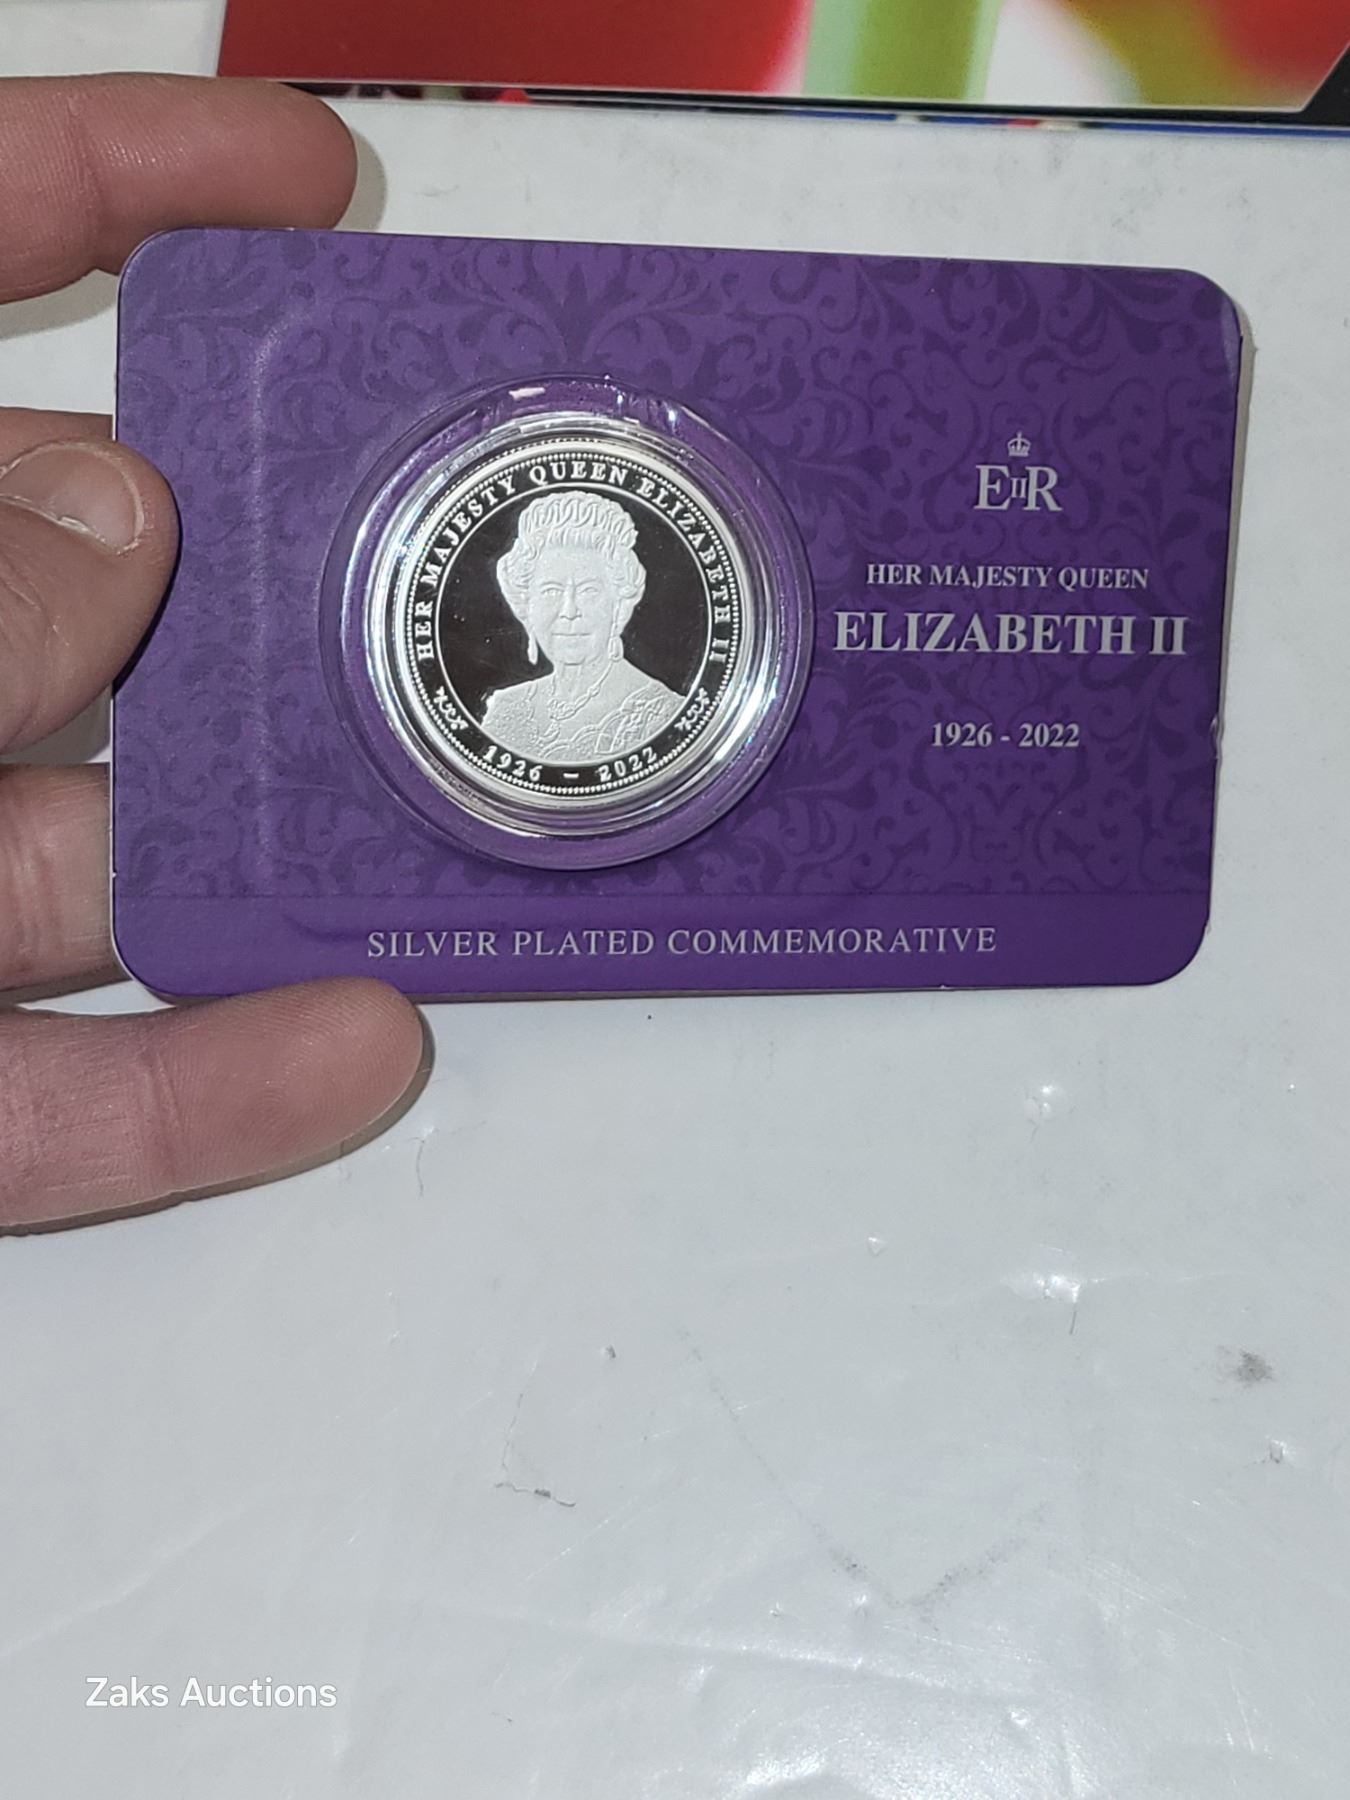 HER MAJESTY QUEEN ELIZABETH II
1926 - 2022
EIIR
HER MAJESTY QUEEN
ELIZABETH II
1926 - 2022
SILVER PLATED COMMEMORATIVE
Zaks Auctions